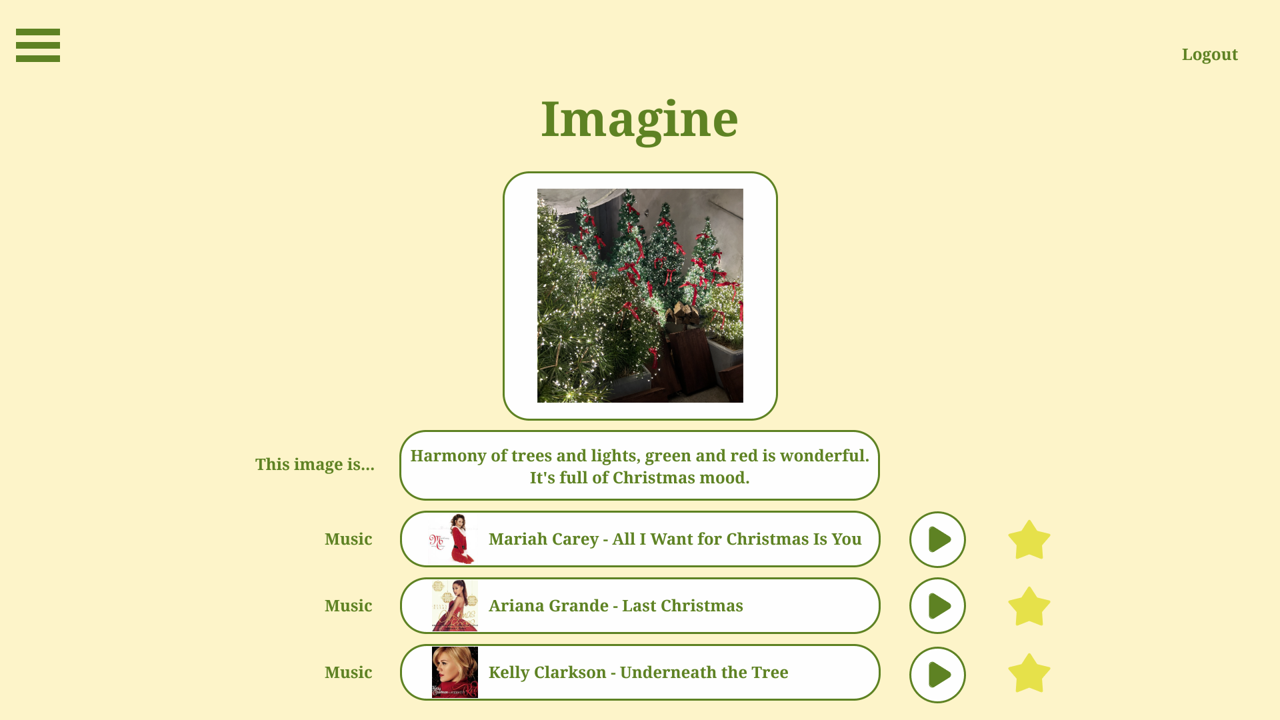 Logout
Imagine
This image is...
Harmony of trees and lights, green and red is wonderful.
It's full of Christmas mood.
Music
Mariah Carey - All I Want for Christmas Is You
Music
Ariana Grande - Last Christmas
Music
Kelly Clarkson - Underneath the Tree